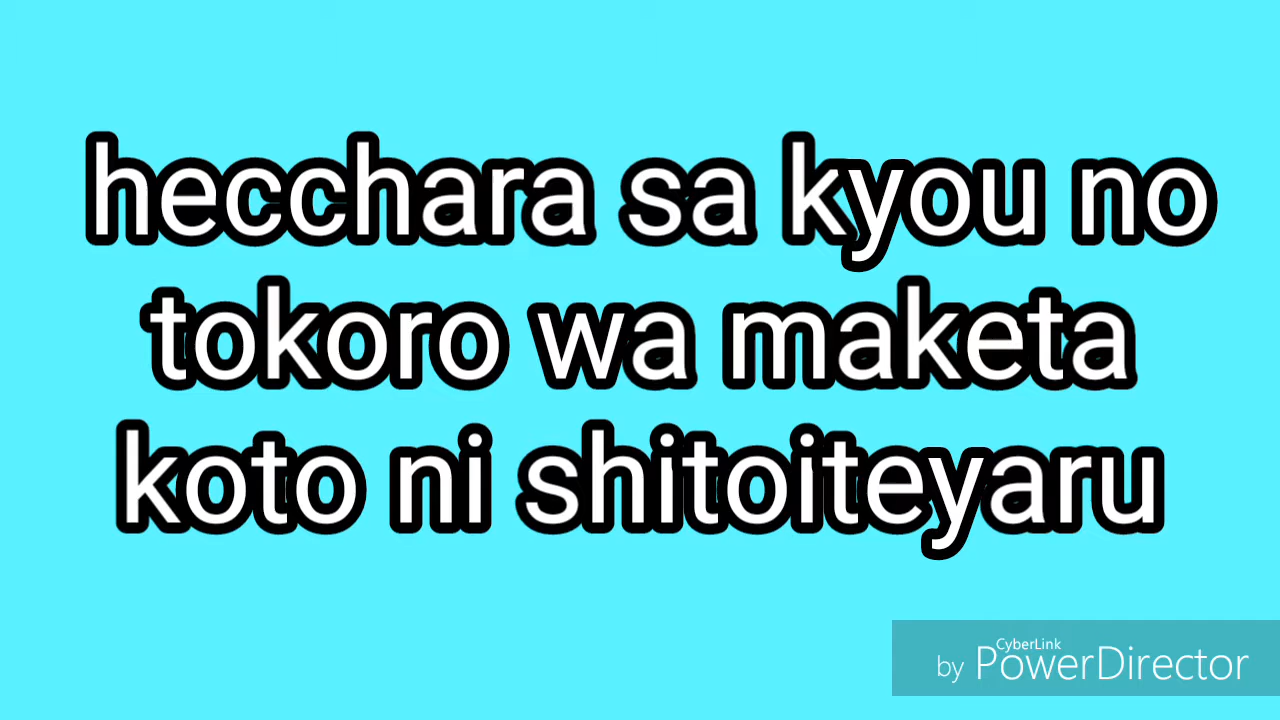 hecchara sa kyou no
tokoro wa maketa
koto ni shitoiteyaru
CyberLink
by PowerDirector